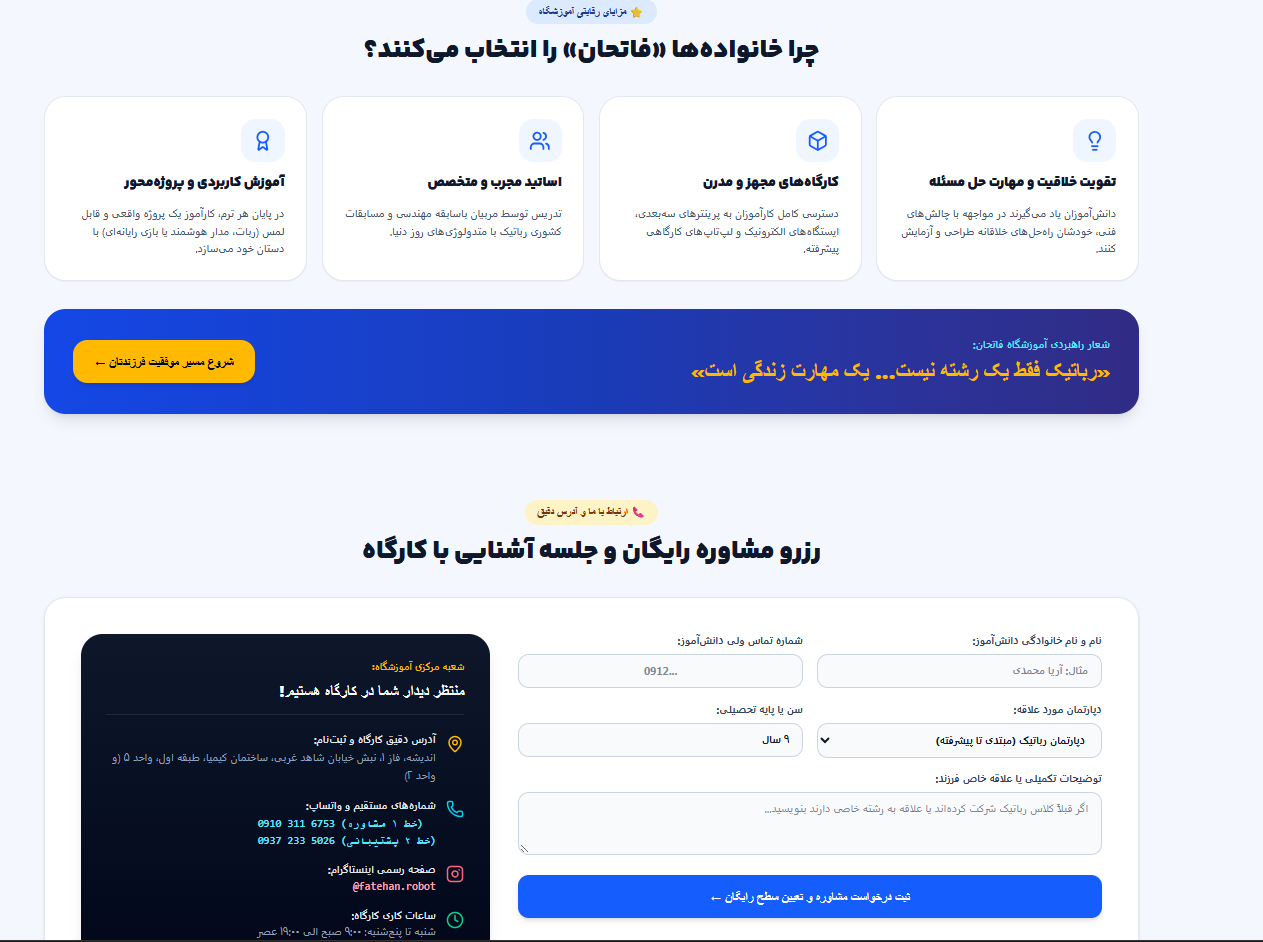 ⭐ مزایای رقابتی آموزشگاه
چرا خانواده‌ها «فاتحان» را انتخاب می‌کنند؟
تقویت خلاقیت و مهارت حل مسئله
دانش‌آموزان یاد می‌گیرند در مواجهه با چالش‌های
فنی، خودشان راه‌حل‌های خلاقانه طراحی و آزمایش
کنند.
کارگاه‌های مجهز و مدرن
دسترسی کامل کارآموزان به پرینترهای سه‌بعدی،
ایستگاه‌های الکترونیک و لپ‌تاپ‌های کارگاهی
پیشرفته.
اساتید مجرب و متخصص
تدریس توسط مربیان باسابقه مهندسی و مسابقات
کشوری رباتیک با متدولوژی‌های روز دنیا.
آموزش کاربردی و پروژه‌محور
در پایان هر ترم، کارآموز یک پروژه واقعی و قابل
لمس (ربات، مدار هوشمند یا بازی رایانه‌ای) با
دستان خود می‌سازد.
شعار راهبردی آموزشگاه فاتحان:
«رباتیک فقط یک رشته نیست... یک مهارت زندگی است»
شروع مسیر موفقیت فرزندتان ←
📞 ارتباط با ما و آدرس دقیق
رزرو مشاوره رایگان و جلسه آشنایی با کارگاه
نام و نام خانوادگی دانش‌آموز:
مثال: آریا محمدی
شماره تماس ولی دانش‌آموز:
0912...
دپارتمان مورد علاقه:
دپارتمان رباتیک (مبتدی تا پیشرفته)
سن یا پایه تحصیلی:
۹ سال
توضیحات تکمیلی یا علاقه خاص فرزند:
اگر قبلاً کلاس رباتیک شرکت کرده‌اند یا علاقه به رشته خاصی دارند بنویسید...
ثبت درخواست مشاوره و تعیین سطح رایگان ←
شعبه مرکزی آموزشگاه:
منتظر دیدار شما در کارگاه هستیم!
آدرس دقیق کارگاه و ثبت‌نام:
اندیشه، فاز ۱، نبش خیابان شاهد غربی، ساختمان کیمیا، طبقه اول، واحد ۵ (و
واحد ۲)
شماره‌های مستقیم و واتساپ:
0910 311 6753 (خط ۱ مشاوره)
0937 233 5026 (خط ۲ پشتیبانی)
صفحه رسمی اینستاگرام:
@fatehan.robot
ساعات کاری کارگاه:
شنبه تا پنج‌شنبه: ۹:۰۰ صبح الی ۱۹:۰۰ عصر